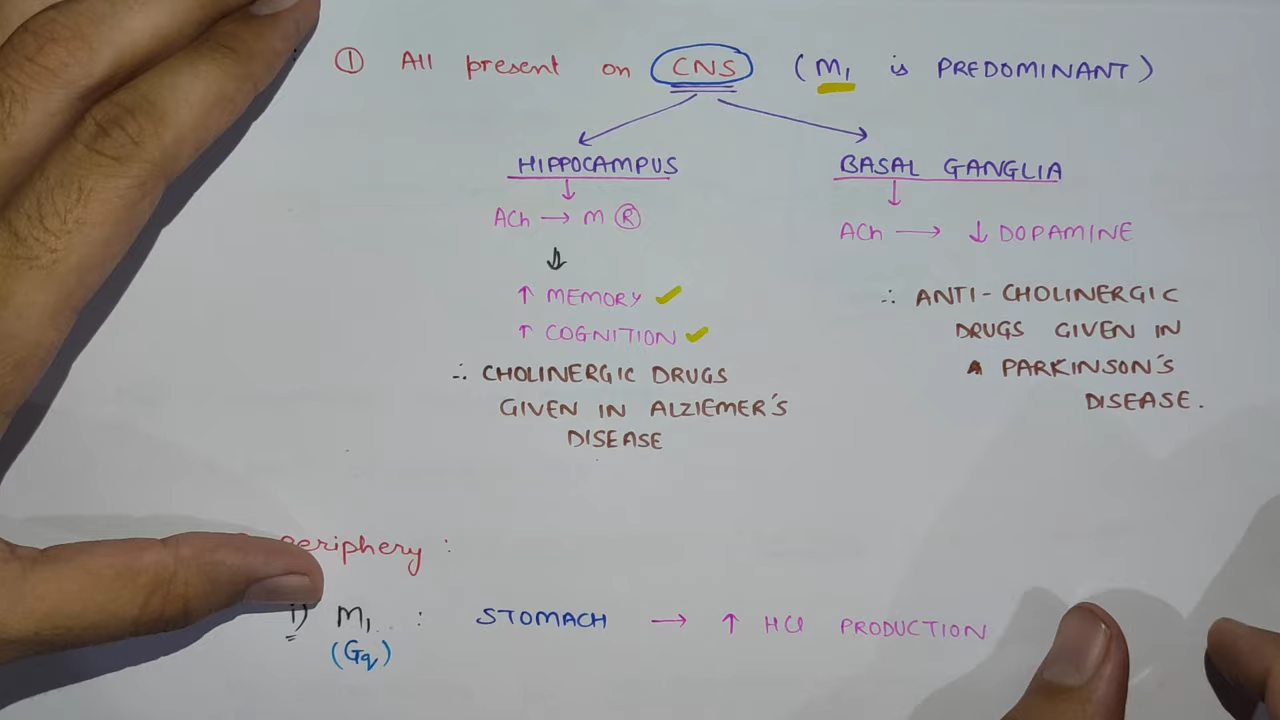 ① All present on CNS (M₁ is PREDOMINANT)
HIPPOCAMPUS
ACh → M Ⓡ
↓
↑ MEMORY ✓
↑ COGNITION ✓
∴ CHOLINERGIC DRUGS
GIVEN IN ALZIEMER'S
DISEASE
BASAL GANGLIA
↓
ACh → ↓ DOPAMINE
∴ ANTI-CHOLINERGIC
DRUGS GIVEN IN
PARKINSON'S
DISEASE.
periphery :
i) M₁ : STOMACH → ↑ HCl PRODUCTION
(Gq)